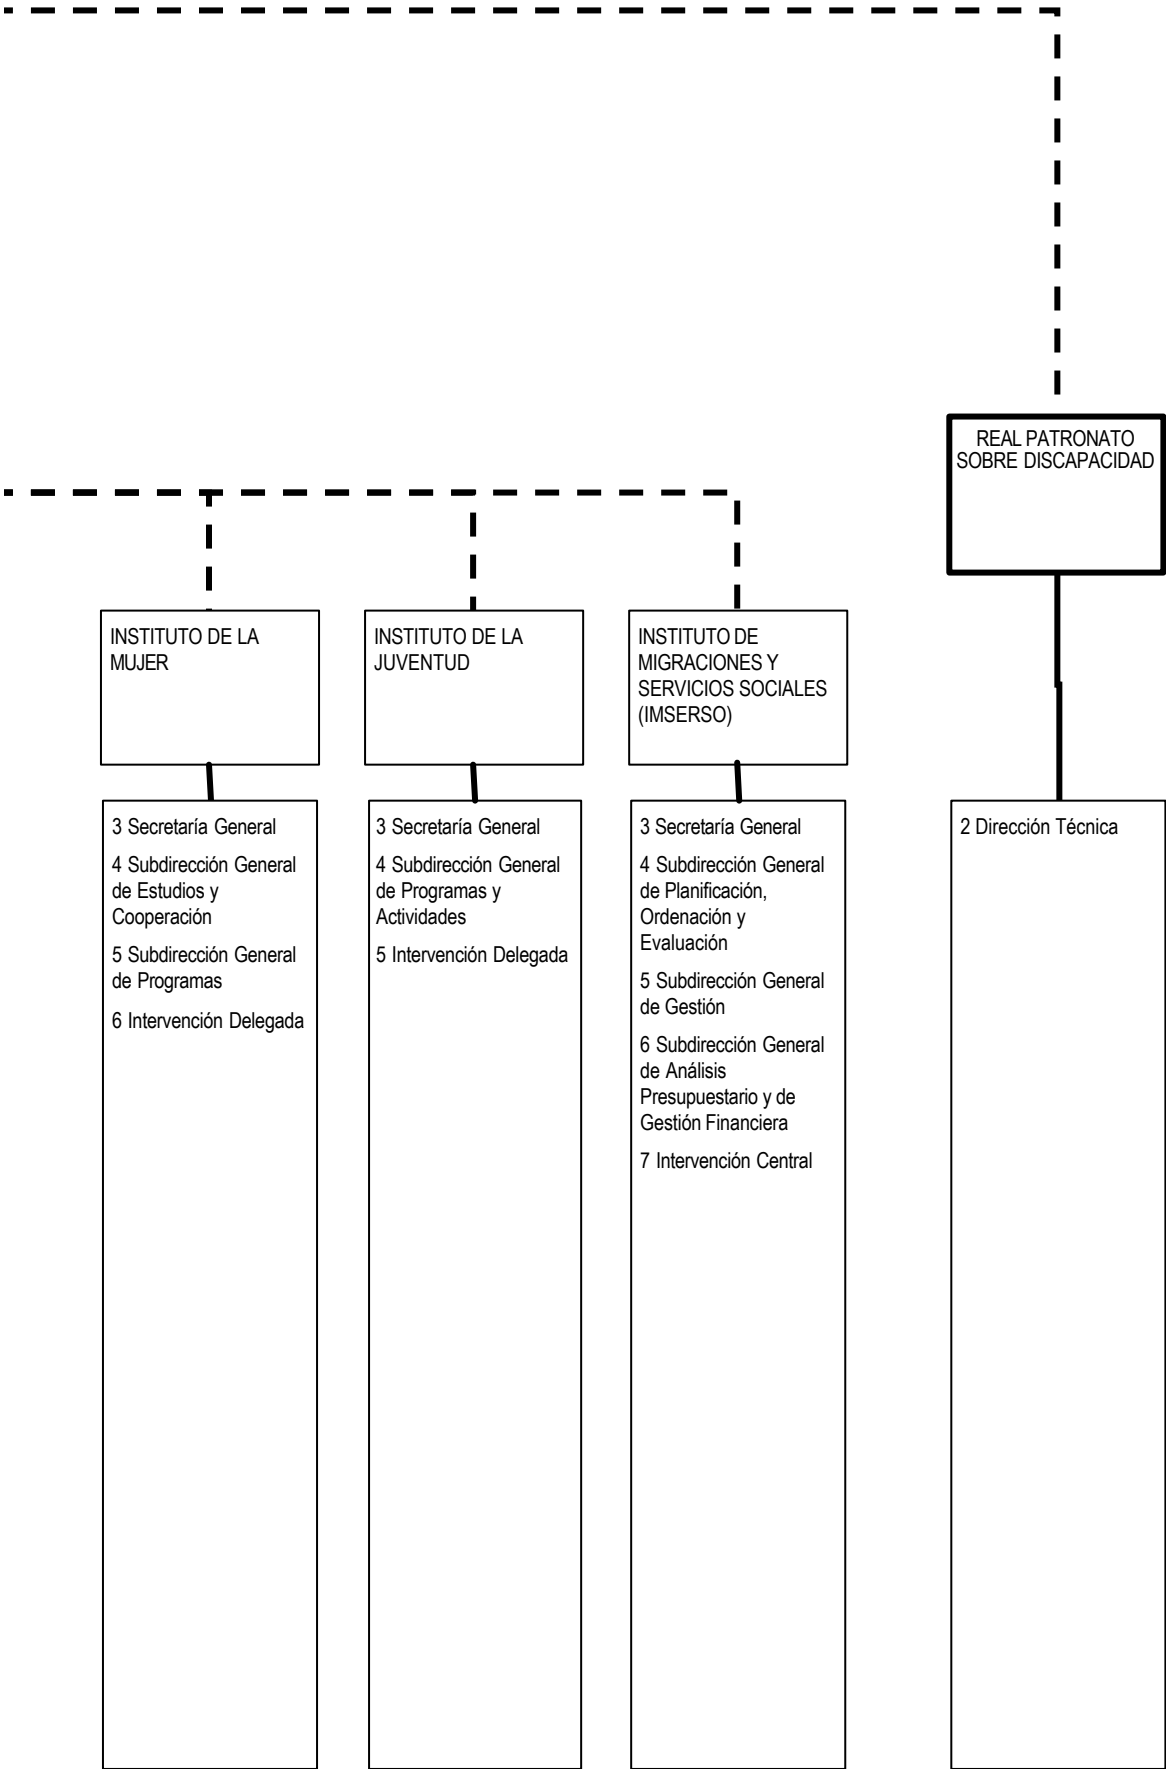 REAL PATRONATO
SOBRE DISCAPACIDAD
INSTITUTO DE LA
MUJER
INSTITUTO DE LA
JUVENTUD
INSTITUTO DE
MIGRACIONES Y
SERVICIOS SOCIALES
(IMSERSO)
3 Secretaría General
4 Subdirección General
de Estudios y
Cooperación
5 Subdirección General
de Programas
6 Intervención Delegada
3 Secretaría General
4 Subdirección General
de Programas y
Actividades
5 Intervención Delegada
3 Secretaría General
4 Subdirección General
de Planificación,
Ordenación y
Evaluación
5 Subdirección General
de Gestión
6 Subdirección General
de Análisis
Presupuestario y de
Gestión Financiera
7 Intervención Central
2 Dirección Técnica